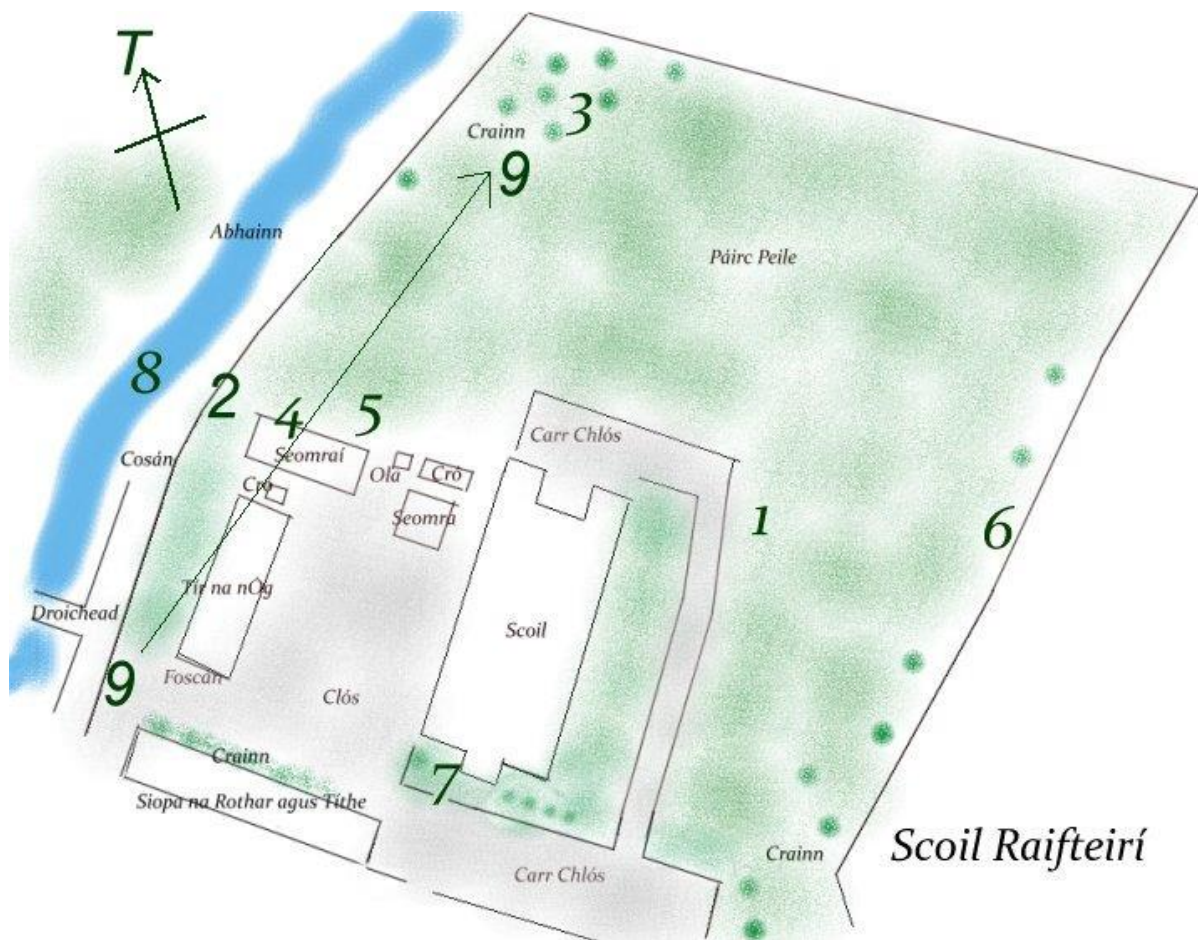 T
3
Crainn
9
Abhainn
Páirc Peile
8
2
4
5
Carr Chlós
Cosán
Seomraí
Ola
Cró
Cró
Seomra
1
6
Tír na nÓg
Droichead
Scoil
Foscán
9
Clós
Crainn
7
Siopa na Rothar agus Títhe
Crainn
Scoil Raifteirí
Carr Chlós